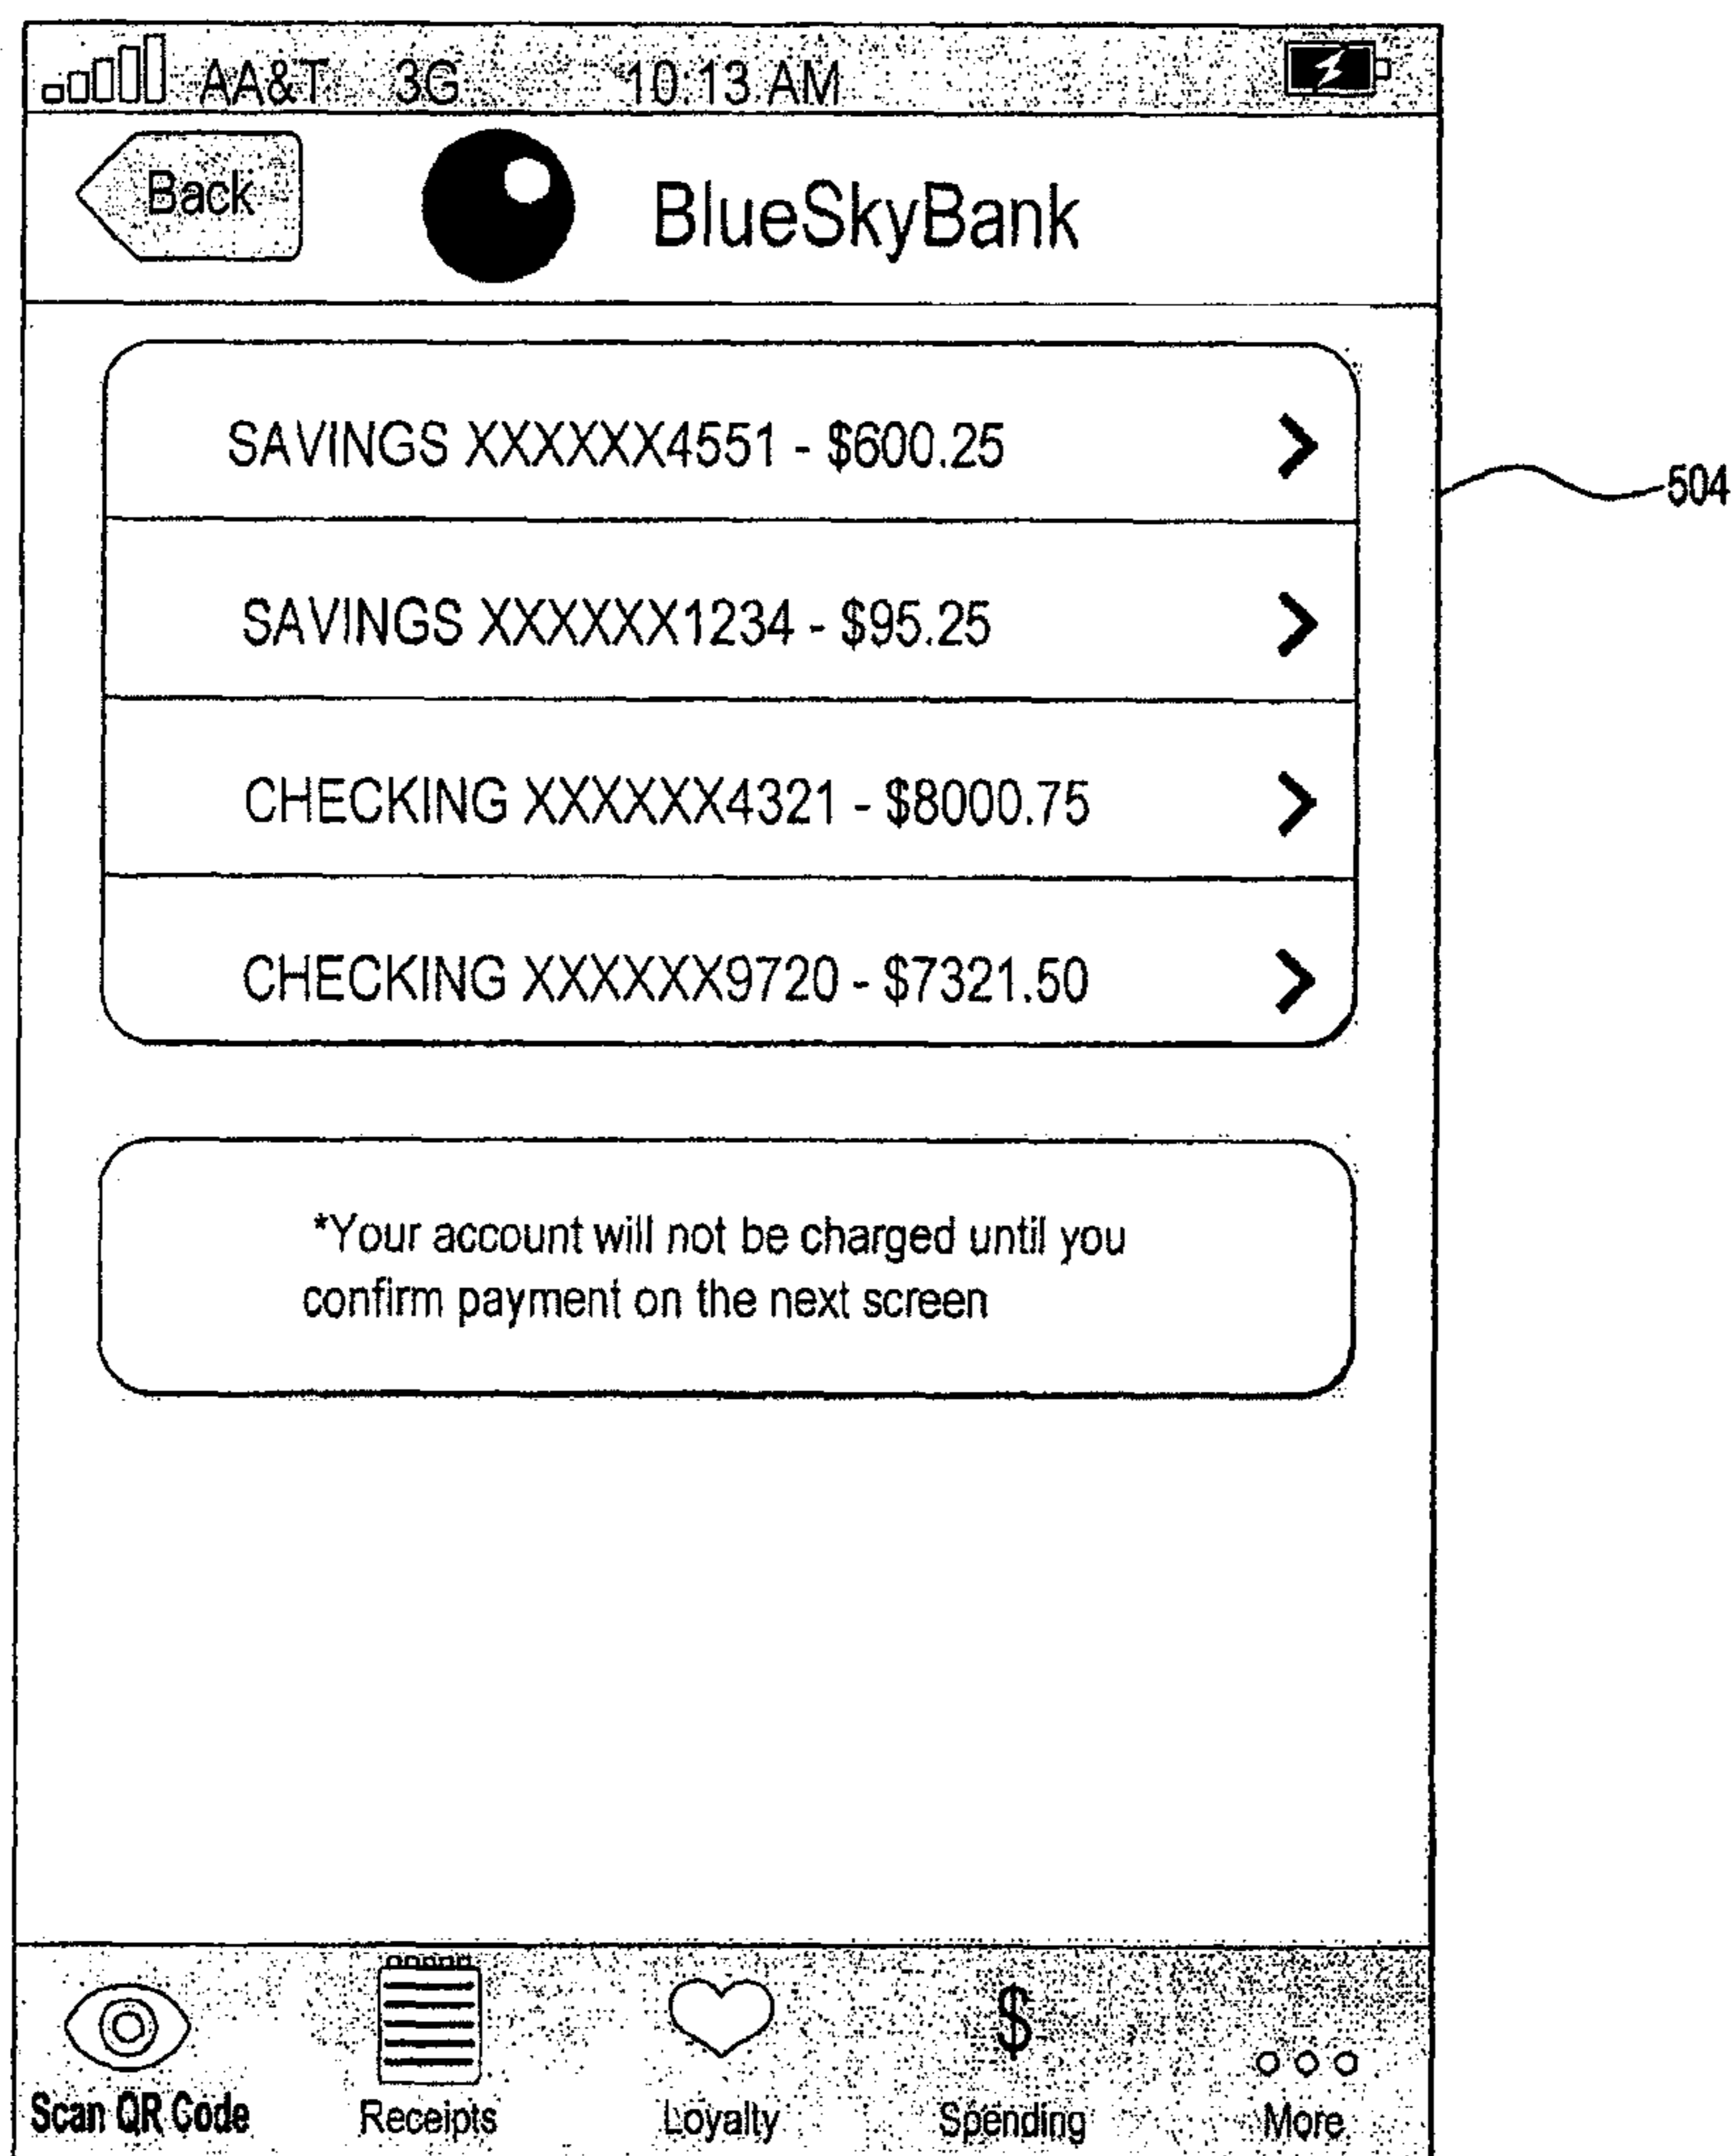 AA&T 3G 10:13 AM
Back
BlueSkyBank
SAVINGS XXXXXX4551 - $600.25
504
SAVINGS XXXXXX1234 - $95.25
CHECKING XXXXXX4321 - $8000.75
CHECKING XXXXXX9720 - $7321.50
*Your account will not be charged until you
confirm payment on the next screen
$
Scan QR Code Receipts Loyalty Spending More